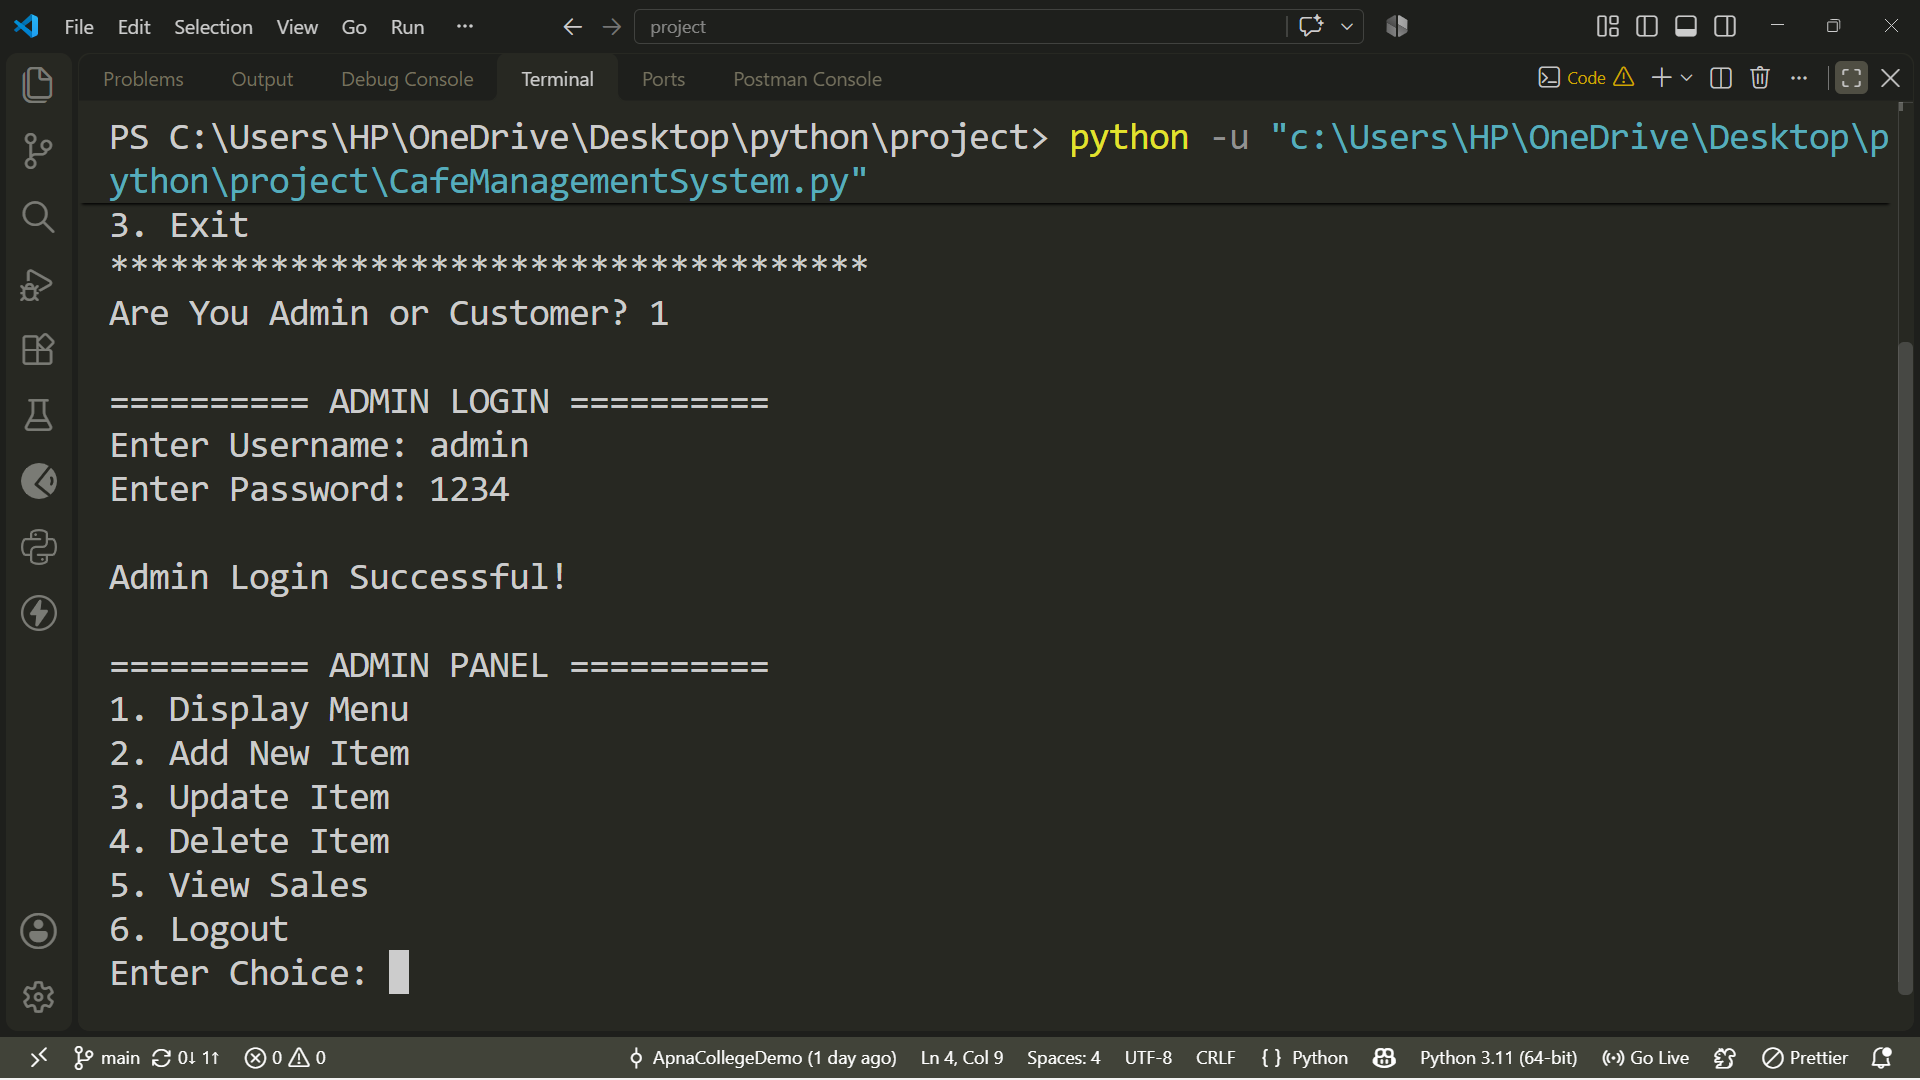 File Edit Selection View Go Run ··· project
Problems Output Debug Console Terminal Ports Postman Console Code
PS C:\Users\HP\OneDrive\Desktop\python\project> python -u "c:\Users\HP\OneDrive\Desktop\p
ython\project\CafeManagementSystem.py"
3. Exit
**************************************
Are You Admin or Customer? 1
========== ADMIN LOGIN ==========
Enter Username: admin
Enter Password: 1234
Admin Login Successful!
========== ADMIN PANEL ==========
1. Display Menu
2. Add New Item
3. Update Item
4. Delete Item
5. View Sales
6. Logout
Enter Choice:
main 0↓ 1↑ 0 0 ApnaCollegeDemo (1 day ago) Ln 4, Col 9 Spaces: 4 UTF-8 CRLF {} Python Python 3.11 (64-bit) Go Live Prettier